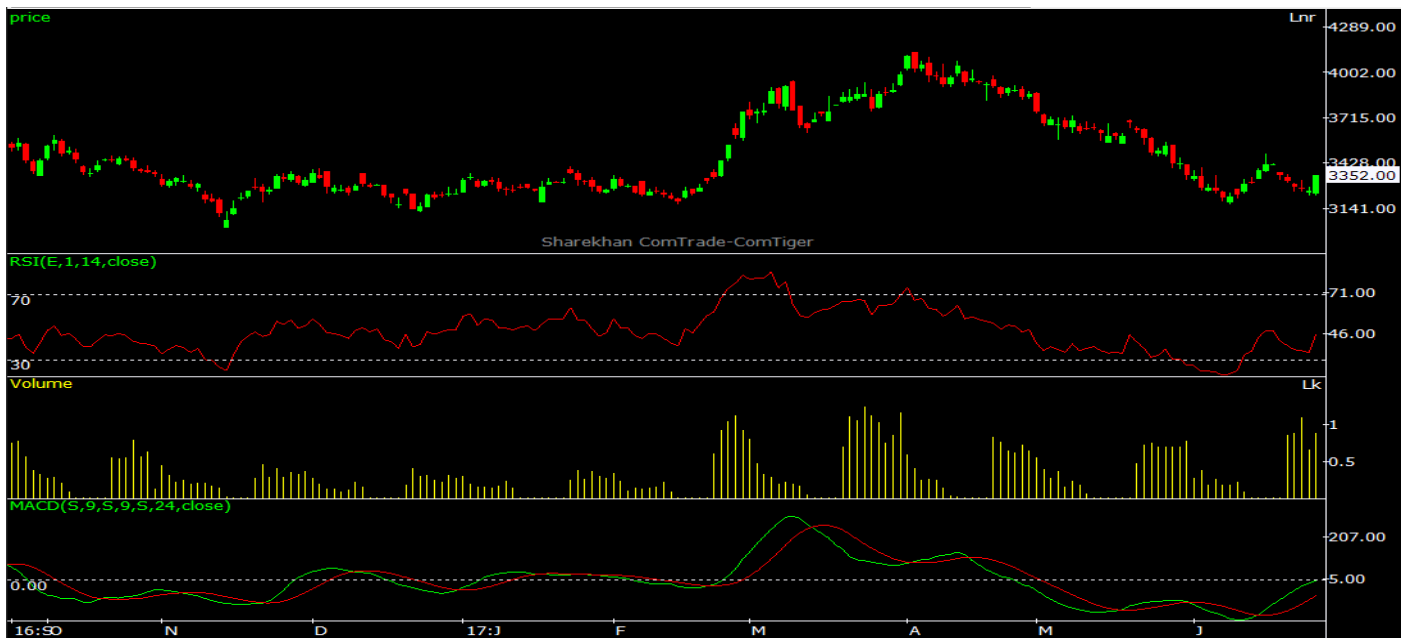 price
Lnr
4289.00
4002.00
3715.00
3428.00
3352.00
3141.00
Sharekhan ComTrade-ComTiger
RSI(E,1,14,close)
70
71.00
46.00
30
Volume
Lk
1
0.5
MACD(S,9,S,9,S,24,close)
207.00
0.00
5.00
16:SO N D 17:J F M A M J